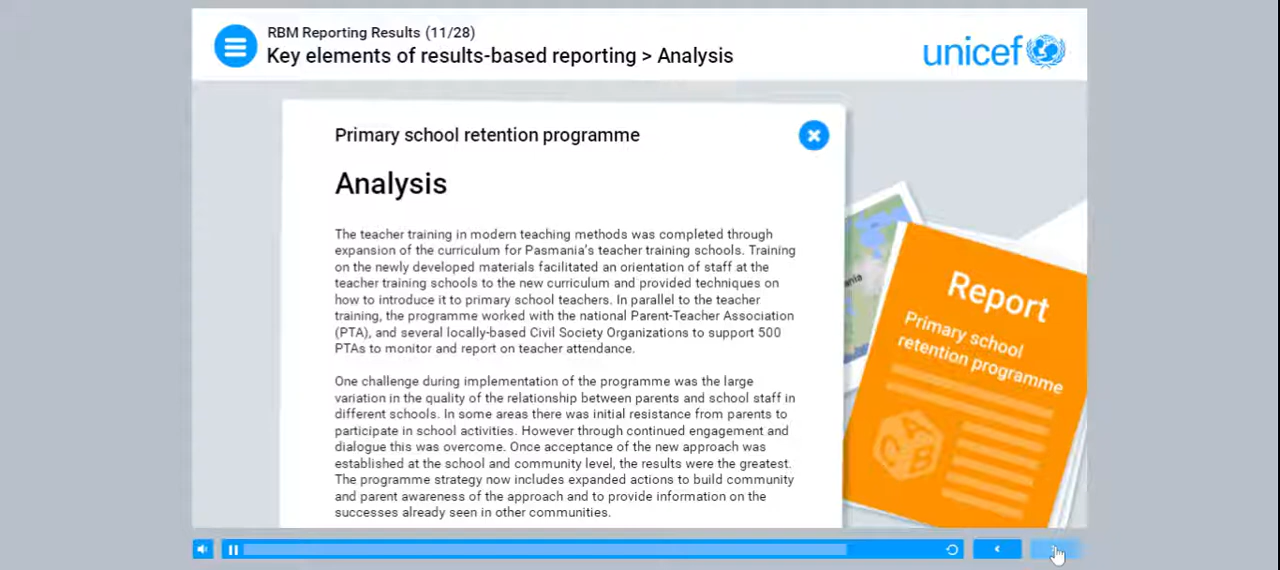 RBM Reporting Results (11/28)
Key elements of results-based reporting > Analysis
unicef
Primary school retention programme
Analysis
The teacher training in modern teaching methods was completed through
expansion of the curriculum for Pasmania's teacher training schools. Training
on the newly developed materials facilitated an orientation of staff at the
teacher training schools to the new curriculum and provided techniques on
how to introduce it to primary school teachers. In parallel to the teacher
training, the programme worked with the national Parent-Teacher Association
(PTA), and several locally-based Civil Society Organizations to support 500
PTAs to monitor and report on teacher attendance.
One challenge during implementation of the programme was the large
variation in the quality of the relationship between parents and school staff in
different schools. In some areas there was initial resistance from parents to
participate in school activities. However through continued engagement and
dialogue this was overcome. Once acceptance of the new approach was
established at the school and community level, the results were the greatest.
The programme strategy now includes expanded actions to build community
and parent awareness of the approach and to provide information on the
successes already seen in other communities.
Report
Primary school
retention programme
A
C B